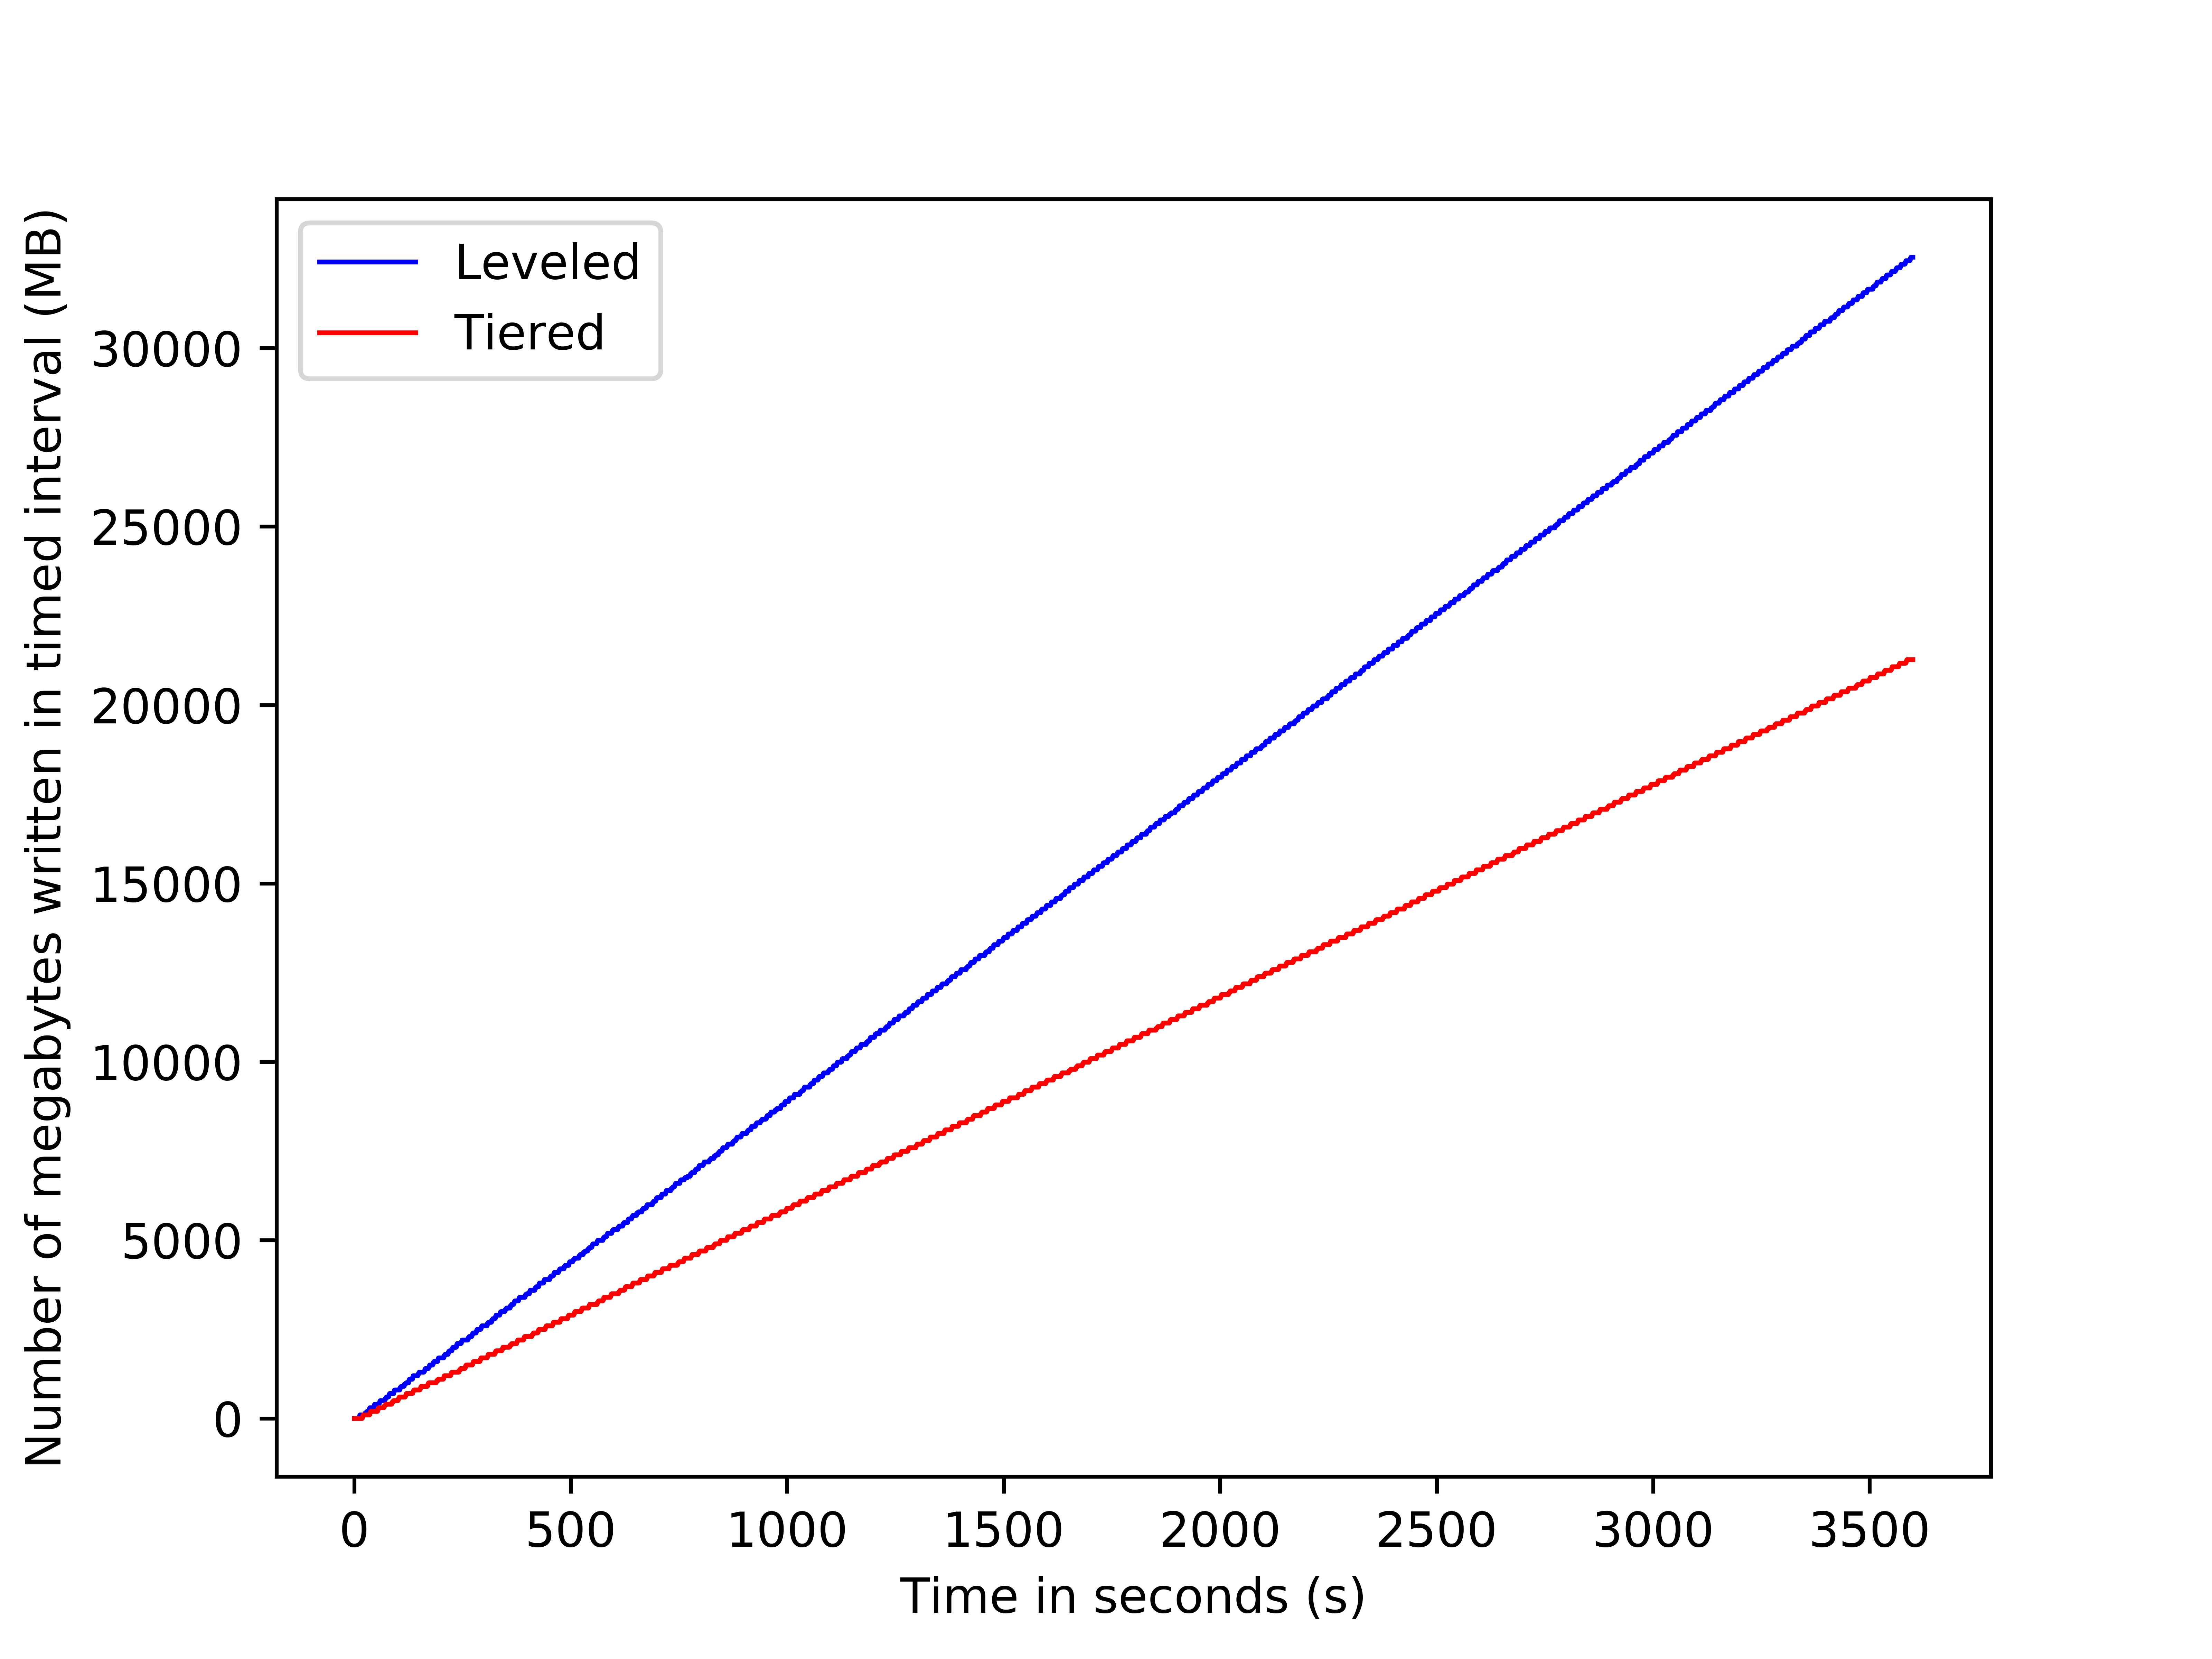 Leveled
Tiered
Number of megabytes written in timed interval (MB)
30000
25000
20000
15000
10000
5000
0
0 500 1000 1500 2000 2500 3000 3500
Time in seconds (s)